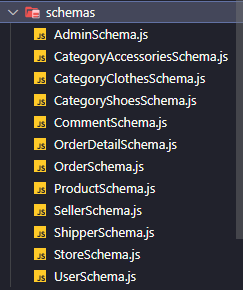 schemas
JS AdminSchema.js
JS CategoryAccessoriesSchema.js
JS CategoryClothesSchema.js
JS CategoryShoesSchema.js
JS CommentSchema.js
JS OrderDetailSchema.js
JS OrderSchema.js
JS ProductSchema.js
JS SellerSchema.js
JS ShipperSchema.js
JS StoreSchema.js
JS UserSchema.js